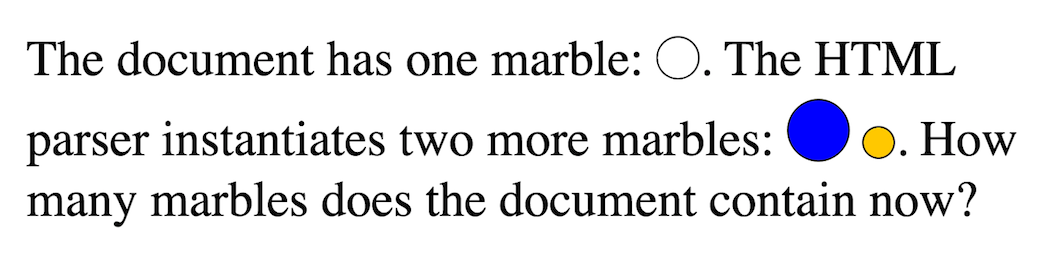 The document has one marble: . The HTML
parser instantiates two more marbles: . How
many marbles does the document contain now?